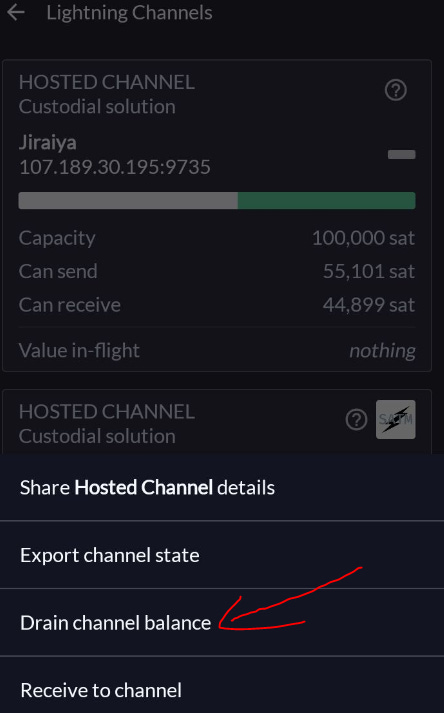 Lightning Channels
HOSTED CHANNEL
Custodial solution
Jiraiya
107.189.30.195:9735
Capacity 100,000 sat
Can send 55,101 sat
Can receive 44,899 sat
Value in-flight nothing
HOSTED CHANNEL
SATM
Custodial solution
Share Hosted Channel details
Export channel state
Drain channel balance
Receive to channel